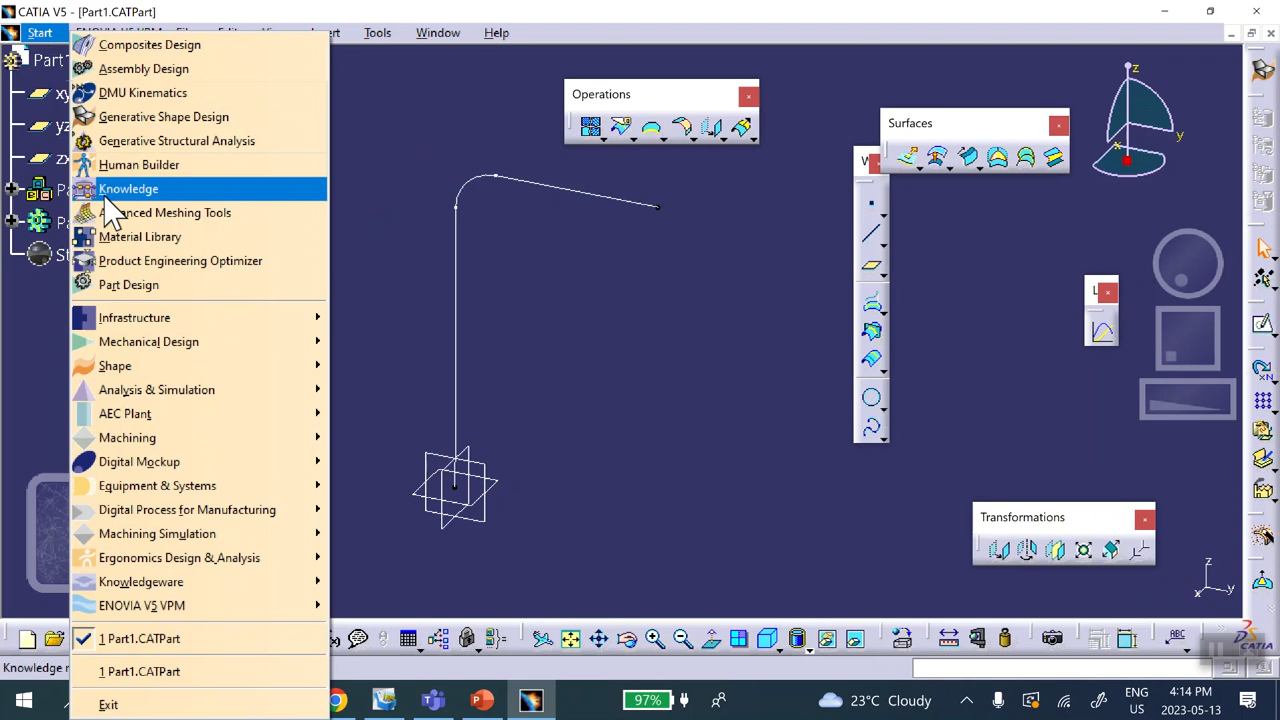 CATIA V5 - [Part1.CATPart]
Start
Tools
Window
Help
Part1
Composites Design
Assembly Design
DMU Kinematics
Generative Shape Design
Generative Structural Analysis
Human Builder
Knowledge
Advanced Meshing Tools
Material Library
Product Engineering Optimizer
Part Design
Infrastructure
Mechanical Design
Shape
Analysis & Simulation
AEC Plant
Machining
Digital Mockup
Equipment & Systems
Digital Process for Manufacturing
Machining Simulation
Ergonomics Design & Analysis
Knowledgeware
ENOVIA V5 VPM
1 Part1.CATPart
1 Part1.CATPart
Exit
Operations
Surfaces
Transformations
z
y
x
z
y
x
ABC
CATIA
97%
23°C Cloudy
ENG
US
4:14 PM
2023-05-13